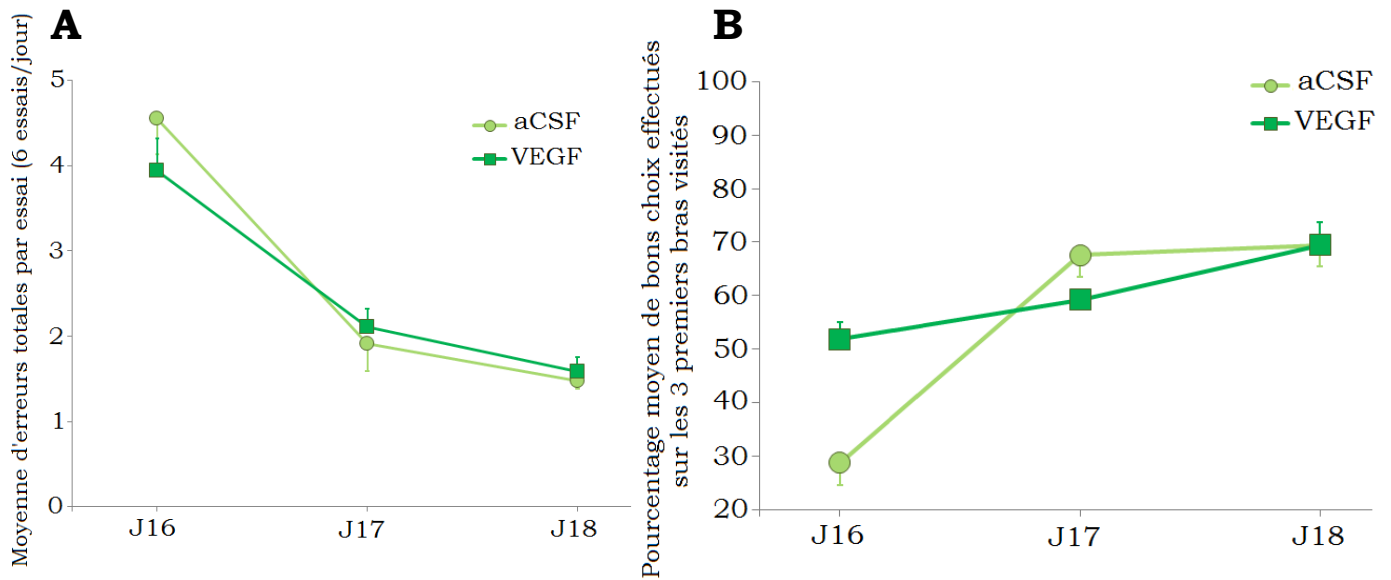 A
Moyenne d'erreurs totales par essai (6 essais/jour)
5
4
3
2
1
0
J16
J17
J18
aCSF
VEGF
B
Pourcentage moyen de bons choix effectués
sur les 3 premiers bras visités
100
90
80
70
60
50
40
30
20
J16
J17
J18
aCSF
VEGF